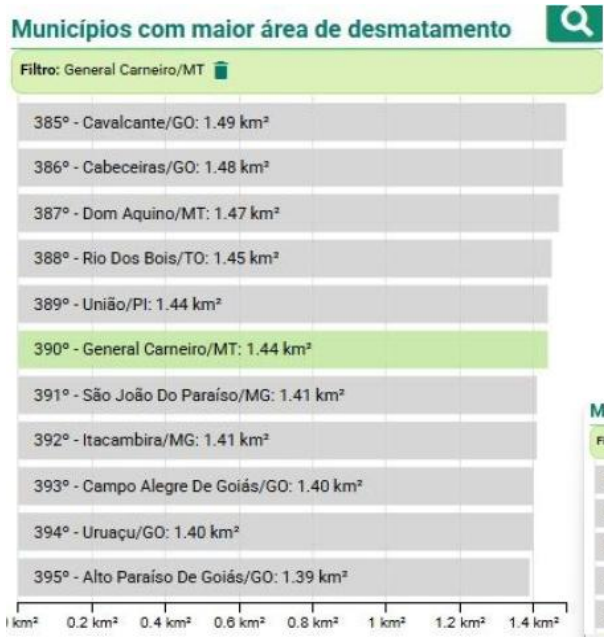 Municípios com maior área de desmatamento
Filtro: General Carneiro/MT
385º - Cavalcante/GO: 1.49 km²
386º - Cabeceiras/GO: 1.48 km²
387º - Dom Aquino/MT: 1.47 km²
388º - Rio Dos Bois/TO: 1.45 km²
389º - União/PI: 1.44 km²
390º - General Carneiro/MT: 1.44 km²
391º - São João Do Paraíso/MG: 1.41 km²
392º - Itacambira/MG: 1.41 km²
393º - Campo Alegre De Goiás/GO: 1.40 km²
394º - Uruaçu/GO: 1.40 km²
395º - Alto Paraíso De Goiás/GO: 1.39 km²
km² 0.2 km² 0.4 km² 0.6 km² 0.8 km² 1 km² 1.2 km² 1.4 km²
M